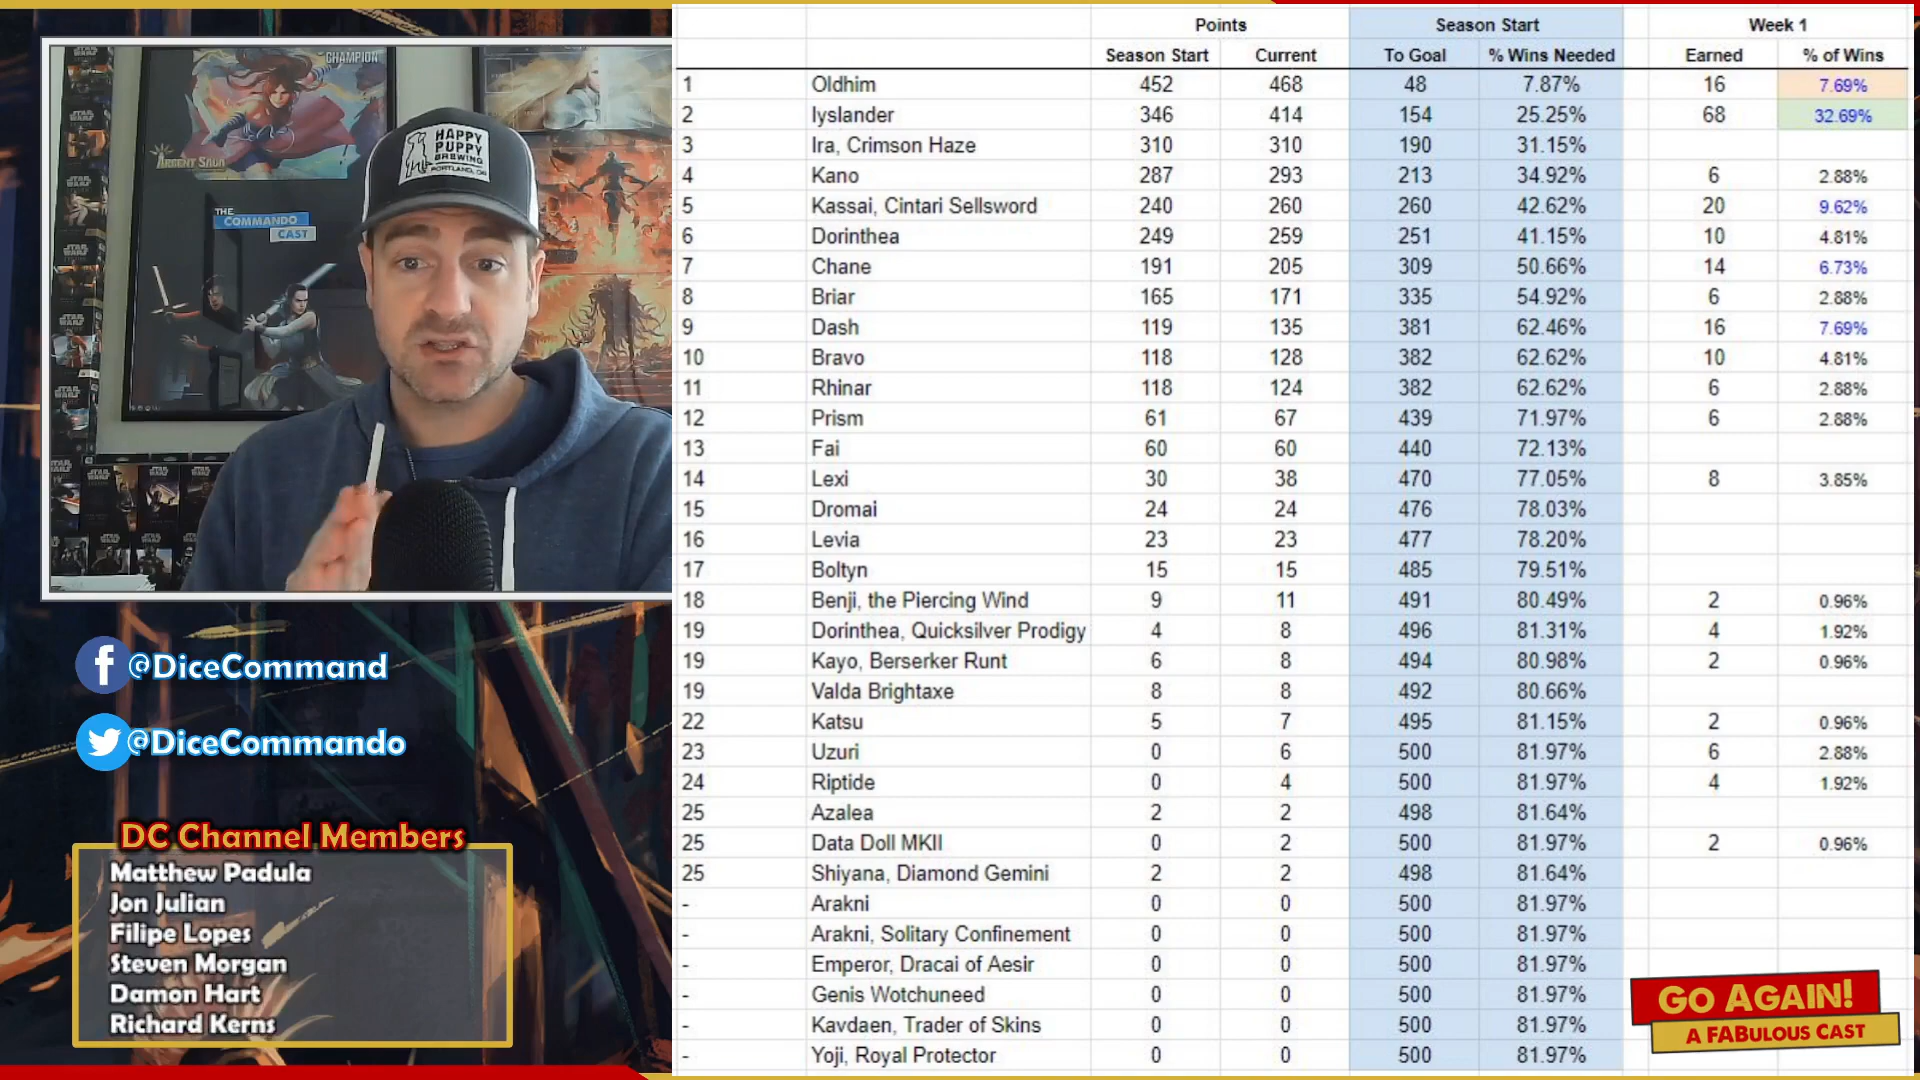 CHAMPION
ARGENT SAGA
THE
COMMANDO
CAST
HAPPY
PUPPY
BREWING
PORTLAND, OR
STAR WARS
@DiceCommand
@DiceCommando
DC Channel Members
Matthew Padula
Jon Julian
Filipe Lopes
Steven Morgan
Damon Hart
Richard Kerns
Points Season Start Week 1
Season Start Current To Goal % Wins Needed Earned % of Wins
1 Oldhim 452 468 48 7.87% 16 7.69%
2 Iyslander 346 414 154 25.25% 68 32.69%
3 Ira, Crimson Haze 310 310 190 31.15%
4 Kano 287 293 213 34.92% 6 2.88%
5 Kassai, Cintari Sellsword 240 260 260 42.62% 20 9.62%
6 Dorinthea 249 259 251 41.15% 10 4.81%
7 Chane 191 205 309 50.66% 14 6.73%
8 Briar 165 171 335 54.92% 6 2.88%
9 Dash 119 135 381 62.46% 16 7.69%
10 Bravo 118 128 382 62.62% 10 4.81%
11 Rhinar 118 124 382 62.62% 6 2.88%
12 Prism 61 67 439 71.97% 6 2.88%
13 Fai 60 60 440 72.13%
14 Lexi 30 38 470 77.05% 8 3.85%
15 Dromai 24 24 476 78.03%
16 Levia 23 23 477 78.20%
17 Boltyn 15 15 485 79.51%
18 Benji, the Piercing Wind 9 11 491 80.49% 2 0.96%
19 Dorinthea, Quicksilver Prodigy 4 8 496 81.31% 4 1.92%
19 Kayo, Berserker Runt 6 8 494 80.98% 2 0.96%
19 Valda Brightaxe 8 8 492 80.66%
22 Katsu 5 7 495 81.15% 2 0.96%
23 Uzuri 0 6 500 81.97% 6 2.88%
24 Riptide 0 4 500 81.97% 4 1.92%
25 Azalea 2 2 498 81.64%
25 Data Doll MKII 0 2 500 81.97% 2 0.96%
25 Shiyana, Diamond Gemini 2 2 498 81.64%
- Arakni 0 0 500 81.97%
- Arakni, Solitary Confinement 0 0 500 81.97%
- Emperor, Dracai of Aesir 0 0 500 81.97%
- Genis Wotchuneed 0 0 500 81.97%
- Kavdaen, Trader of Skins 0 0 500 81.97%
- Yoji, Royal Protector 0 0 500 81.97%
GO AGAIN!
A FABULOUS CAST